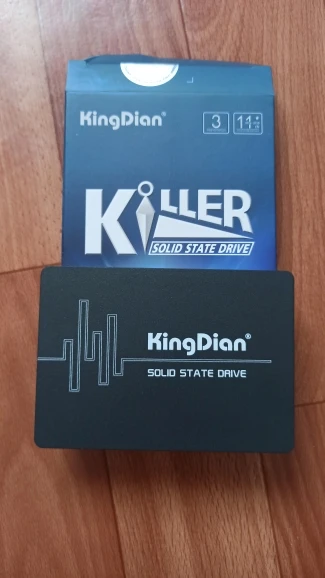 KingDian®
3
KiLLER
SOLID STATE DRIVE
KingDian®
SOLID STATE DRIVE